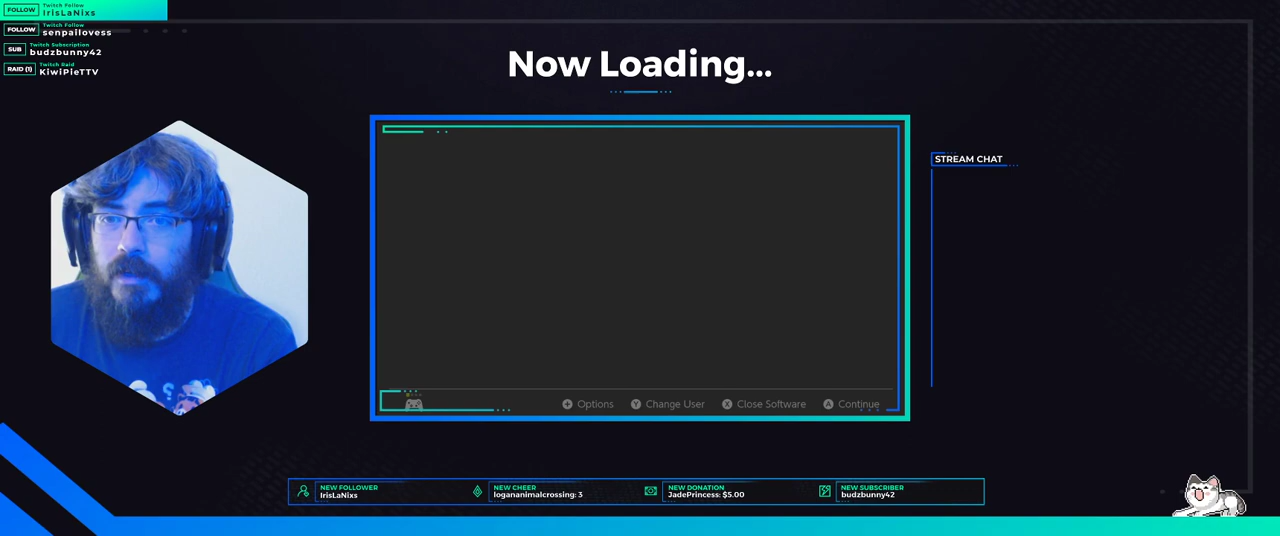 FOLLOW Twitch Follow
IrisLaNixs
FOLLOW Twitch Follow
senpailovess
SUB Twitch Subscription
budzbunny42
RAID (1) Twitch Raid
KiwiPieTTV
Now Loading...
STREAM CHAT
+ Options Y Change User X Close Software A Continue
NEW FOLLOWER
IrisLaNixs
NEW CHEER
logananimalcrossing: 3
NEW DONATION
JadePrincess: $5.00
NEW SUBSCRIBER
budzbunny42